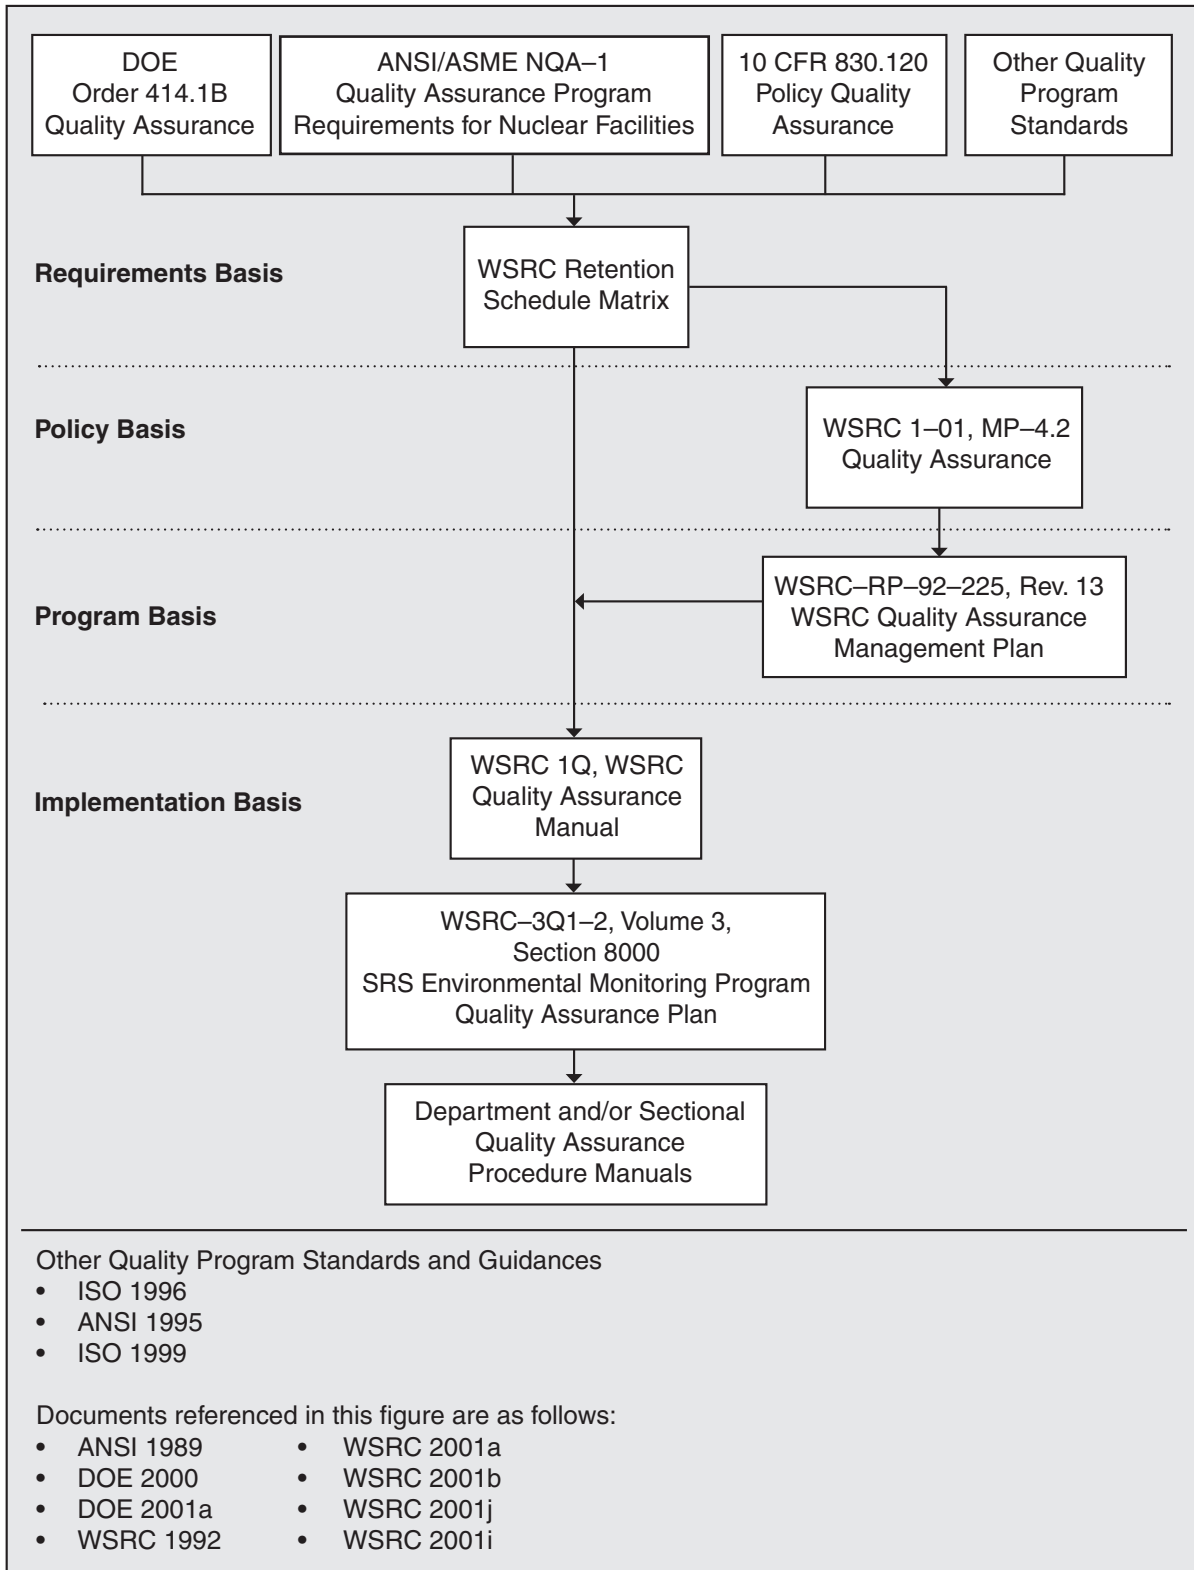 DOE
Order 414.1B
Quality Assurance
ANSI/ASME NQA–1
Quality Assurance Program
Requirements for Nuclear Facilities
10 CFR 830.120
Policy Quality
Assurance
Other Quality
Program
Standards
Requirements Basis
WSRC Retention
Schedule Matrix
Policy Basis
WSRC 1–01, MP–4.2
Quality Assurance
Program Basis
WSRC–RP–92–225, Rev. 13
WSRC Quality Assurance
Management Plan
Implementation Basis
WSRC 1Q, WSRC
Quality Assurance
Manual
WSRC–3Q1–2, Volume 3,
Section 8000
SRS Environmental Monitoring Program
Quality Assurance Plan
Department and/or Sectional
Quality Assurance
Procedure Manuals
Other Quality Program Standards and Guidances
• ISO 1996
• ANSI 1995
• ISO 1999
Documents referenced in this figure are as follows:
• ANSI 1989
• DOE 2000
• DOE 2001a
• WSRC 1992
• WSRC 2001a
• WSRC 2001b
• WSRC 2001j
• WSRC 2001i